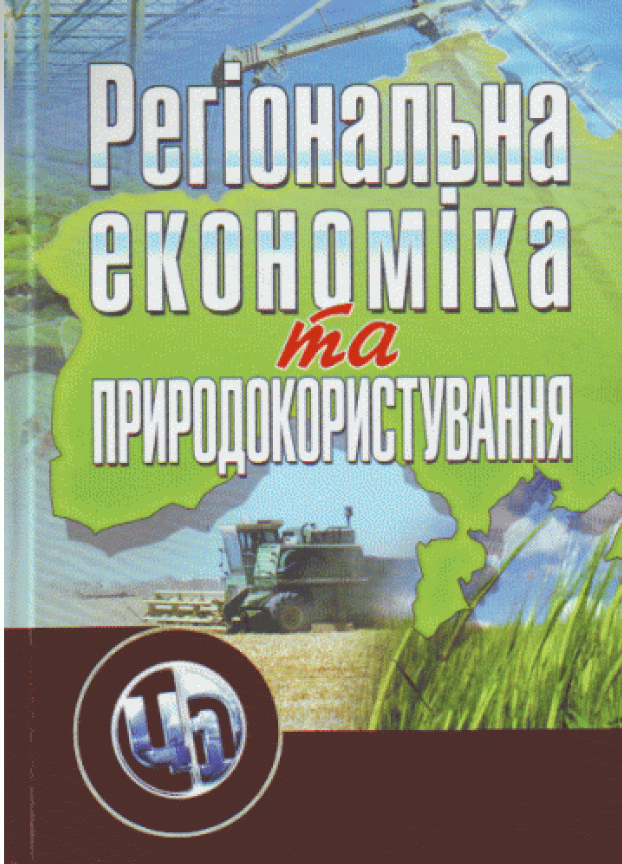 Регіональна
економіка
та
ПРИРОДОКОРИСТУВАННЯ